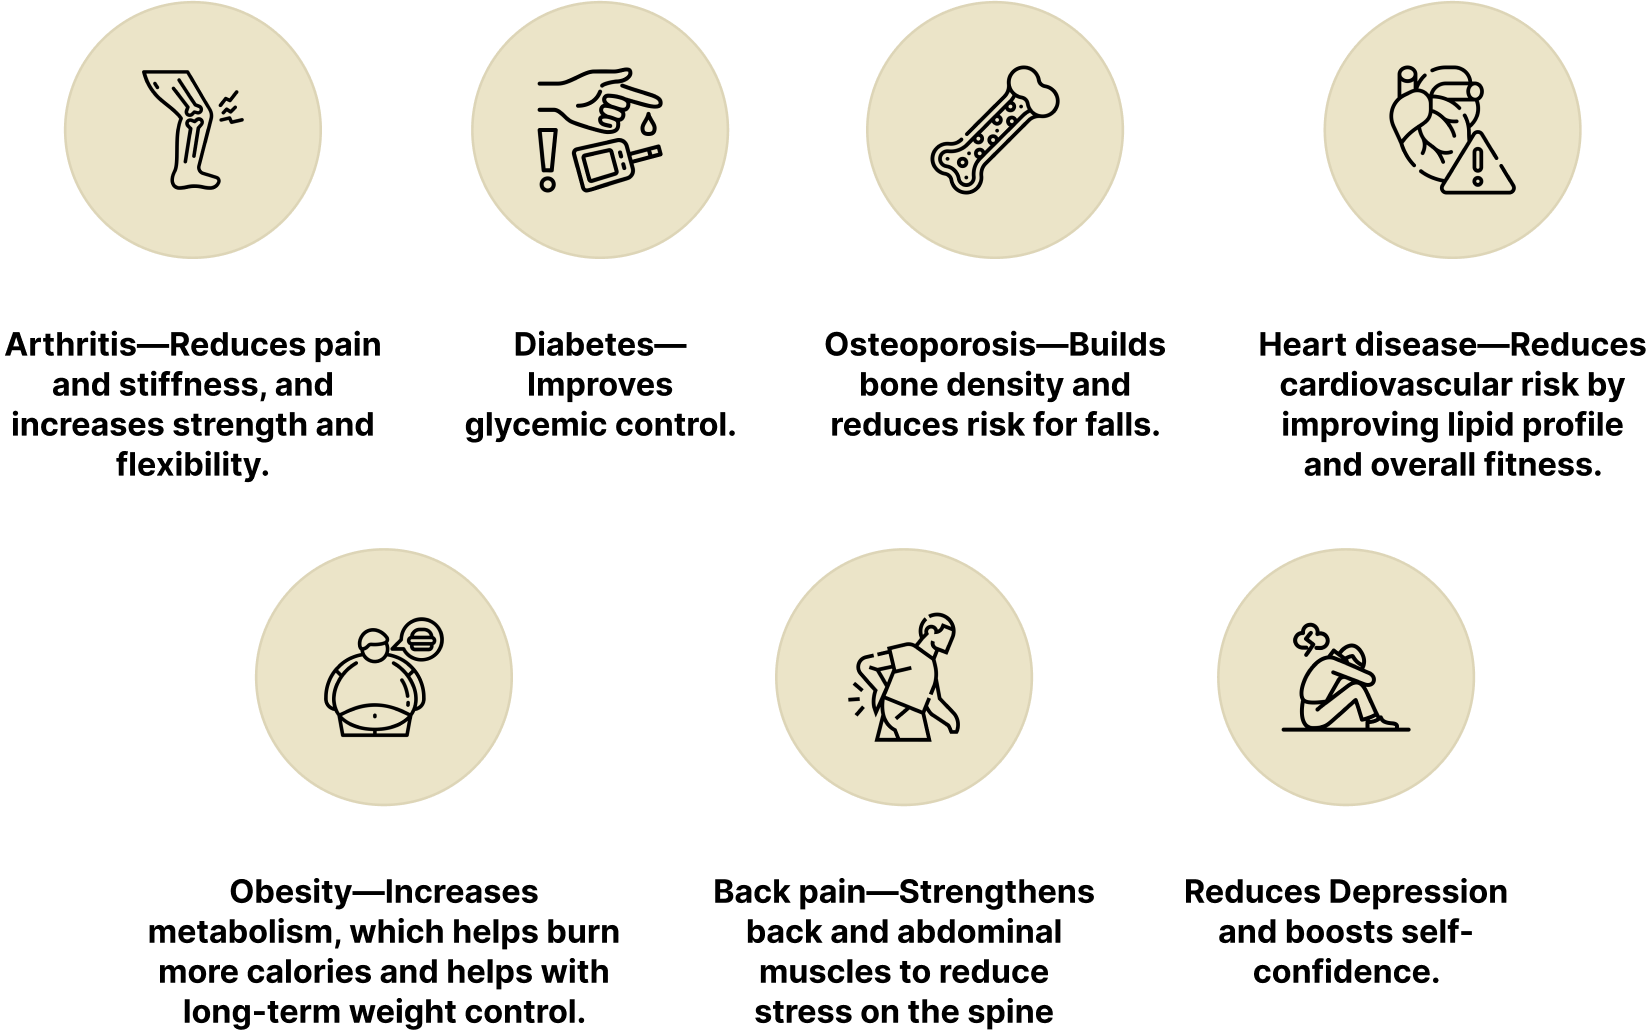 Arthritis—Reduces pain
and stiffness, and
increases strength and
flexibility.
Diabetes—
Improves
glycemic control.
Osteoporosis—Builds
bone density and
reduces risk for falls.
Heart disease—Reduces
cardiovascular risk by
improving lipid profile
and overall fitness.
Obesity—Increases
metabolism, which helps burn
more calories and helps with
long-term weight control.
Back pain—Strengthens
back and abdominal
muscles to reduce
stress on the spine
Reduces Depression
and boosts self-
confidence.